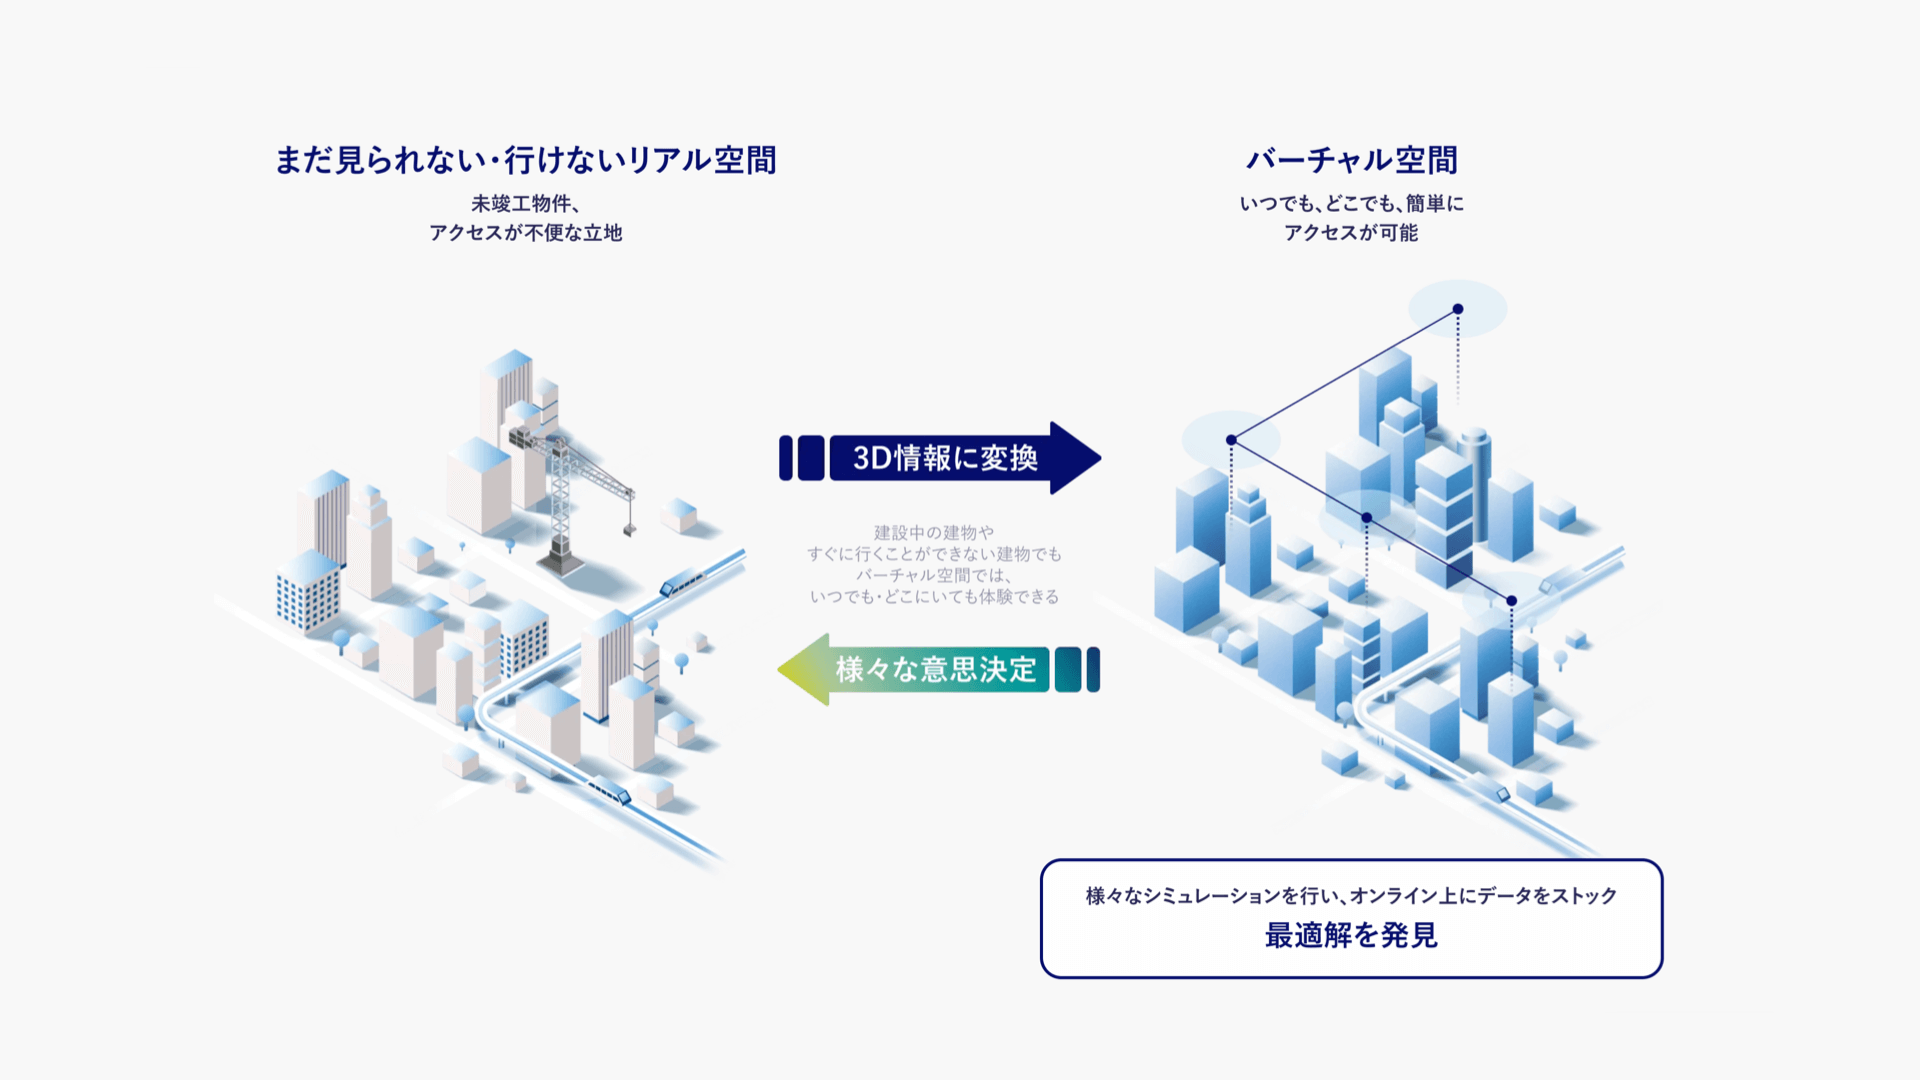 まだ見られない・行けないリアル空間
未竣工物件、
アクセスが不便な立地
バーチャル空間
いつでも、どこでも、簡単に
アクセスが可能
3D情報に変換
建設中の建物や
すぐに行くことができない建物でも
バーチャル空間では、
いつでも・どこにいても体験できる
様々な意思決定
様々なシミュレーションを行い、オンライン上にデータをストック
最適解を発見